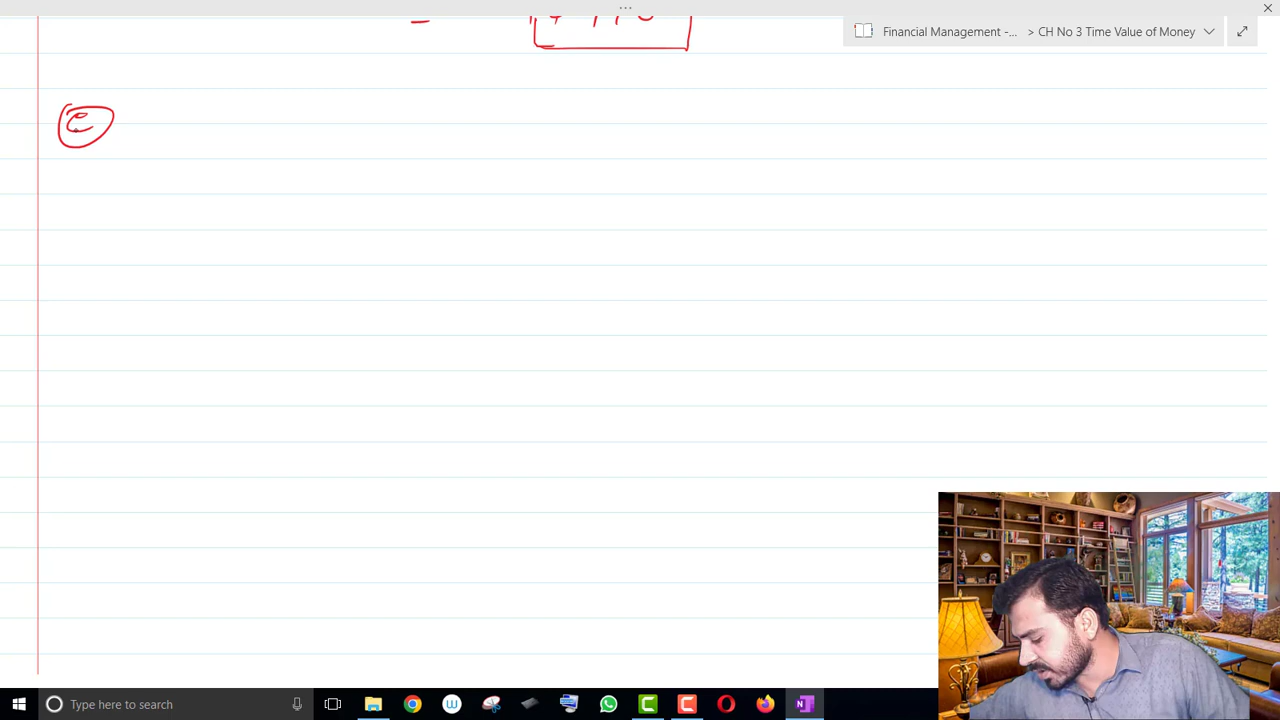 Financial Management -... > CH No 3 Time Value of Money
e
Type here to search